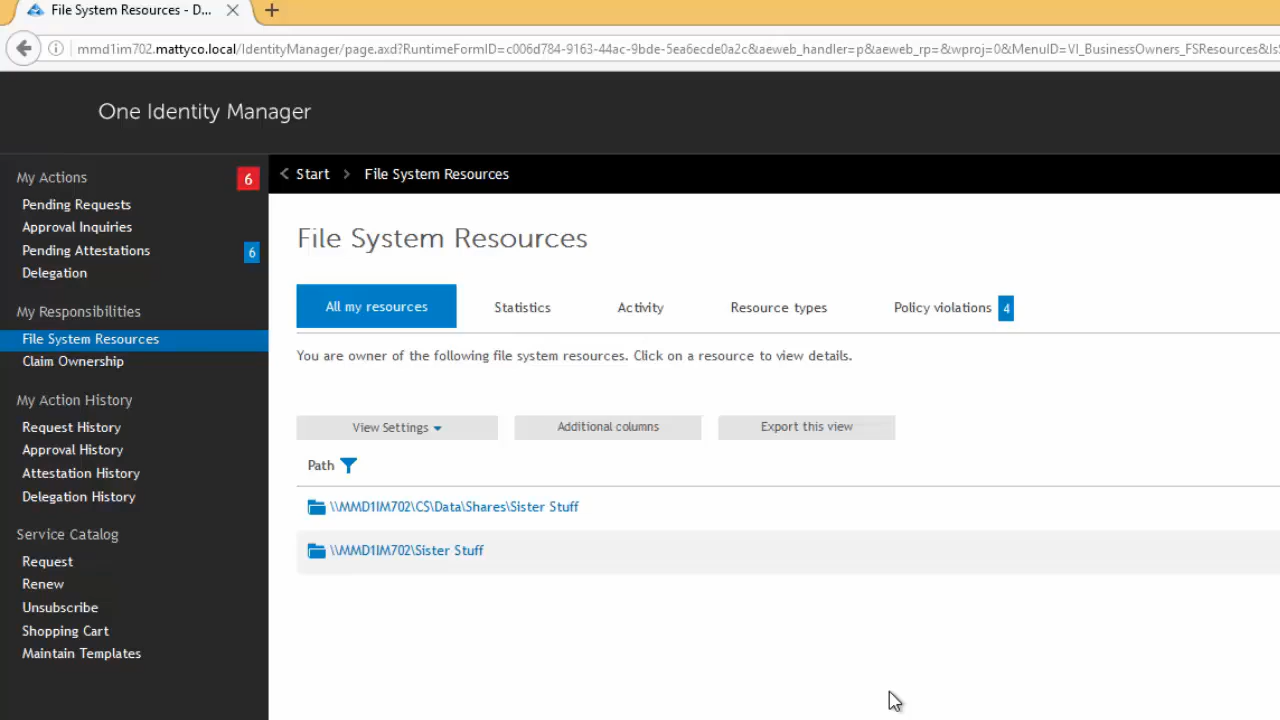 File System Resources - D...
mmd1im702.mattyco.local/IdentityManager/page.axd?RuntimeFormID=c006d784-9163-44ac-9bde-5ea6ecde0a2c&aeweb_handler=p&aeweb_rp=&wproj=0&MenuID=VI_BusinessOwners_FSResources&IsS
One Identity Manager
My Actions 6
Pending Requests
Approval Inquiries
Pending Attestations 6
Delegation
My Responsibilities
File System Resources
Claim Ownership
My Action History
Request History
Approval History
Attestation History
Delegation History
Service Catalog
Request
Renew
Unsubscribe
Shopping Cart
Maintain Templates
Start > File System Resources
File System Resources
All my resources Statistics Activity Resource types Policy violations 4
You are owner of the following file system resources. Click on a resource to view details.
View Settings Additional columns Export this view
Path
\\MMD1IM702\C$\Data\Shares\Sister Stuff
\\MMD1IM702\Sister Stuff